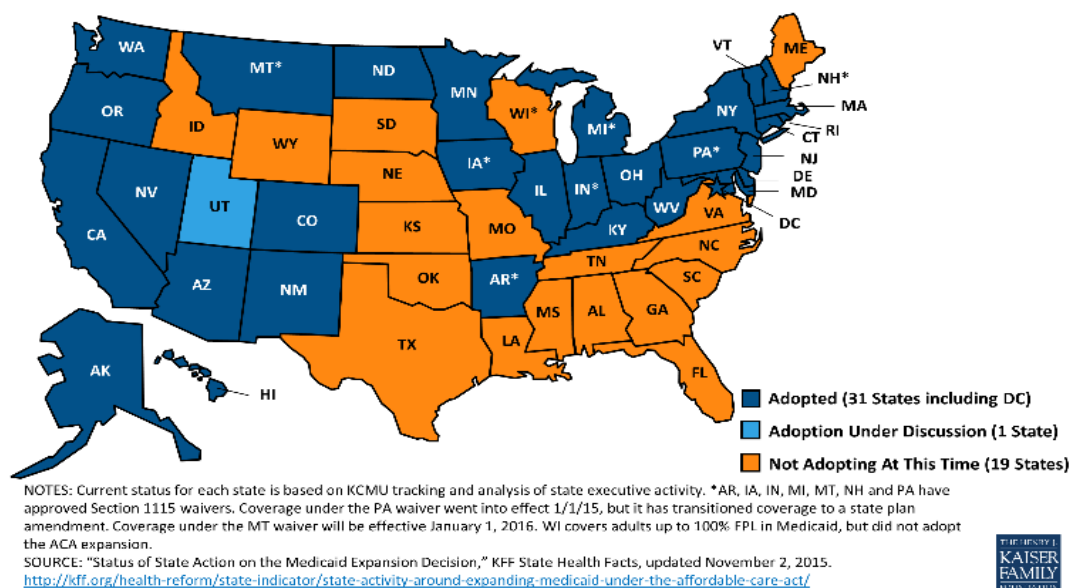 WA
MT*
ND
MN
VT
ME
NH*
OR
ID
SD
WI*
NY
MA
WY
MI*
RI
CT
IA*
PA*
NJ
NE
NV
OH
DE
IL
IN*
MD
UT
CO
WV
VA
CA
KS
MO
KY
DC
NC
TN
AZ
OK
NM
AR*
SC
MS
AL
GA
TX
LA
AK
FL
HI
Adopted (31 States including DC)
Adoption Under Discussion (1 State)
Not Adopting At This Time (19 States)
NOTES: Current status for each state is based on KCMU tracking and analysis of state executive activity. *AR, IA, IN, MI, MT, NH and PA have
approved Section 1115 waivers. Coverage under the PA waiver went into effect 1/1/15, but it has transitioned coverage to a state plan
amendment. Coverage under the MT waiver will be effective January 1, 2016. WI covers adults up to 100% FPL in Medicaid, but did not adopt
the ACA expansion.
SOURCE: "Status of State Action on the Medicaid Expansion Decision," KFF State Health Facts, updated November 2, 2015.
http://kff.org/health-reform/state-indicator/state-activity-around-expanding-medicaid-under-the-affordable-care-act/
THE HENRY J.
KAISER
FAMILY